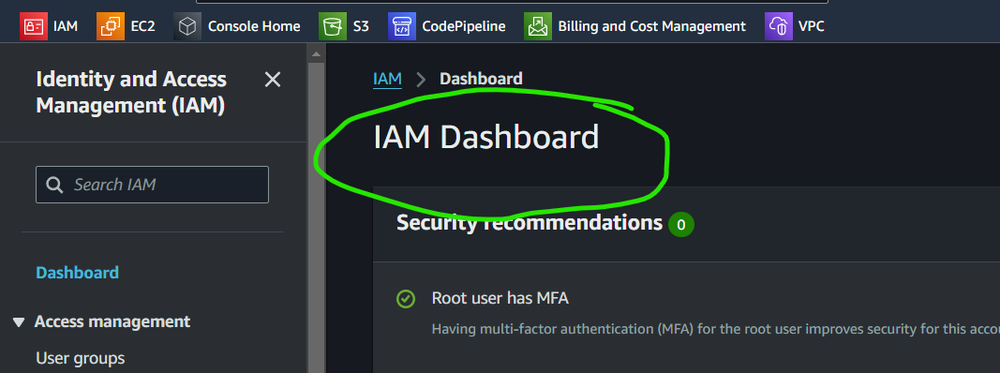 IAM EC2 Console Home S3 CodePipeline Billing and Cost Management VPC
Identity and Access
Management (IAM)
Search IAM
Dashboard
Access management
User groups
IAM > Dashboard
IAM Dashboard
Security recommendations 0
Root user has MFA
Having multi-factor authentication (MFA) for the root user improves security for this